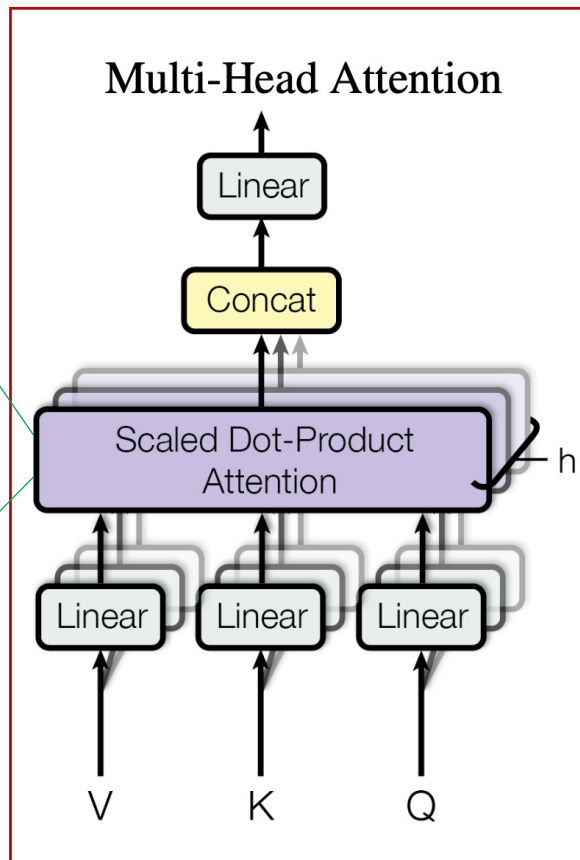 Multi-Head Attention
Linear
Concat
Scaled Dot-Product
Attention
h
Linear
Linear
Linear
V
K
Q